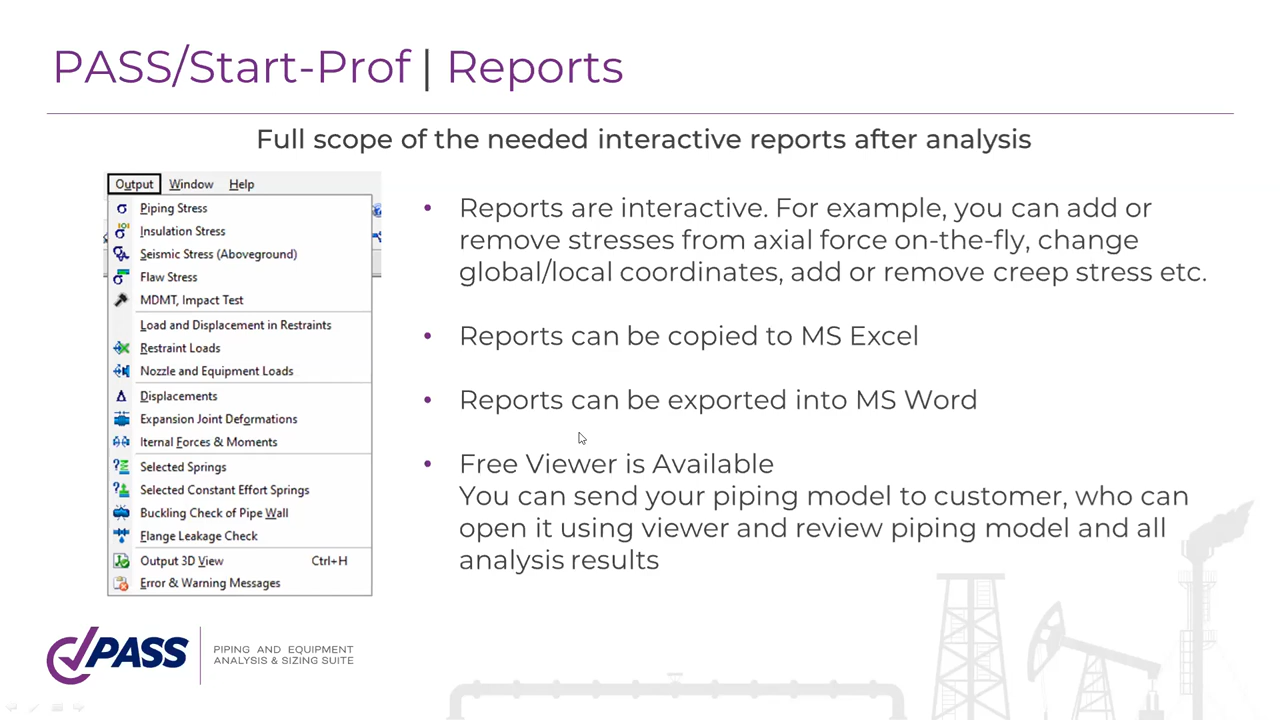 PASS/Start-Prof | Reports
Full scope of the needed interactive reports after analysis
Output Window Help
Piping Stress
Insulation Stress
Seismic Stress (Aboveground)
Flaw Stress
MDMT, Impact Test
Load and Displacement in Restraints
Restraint Loads
Nozzle and Equipment Loads
Displacements
Expansion Joint Deformations
Iternal Forces & Moments
Selected Springs
Selected Constant Effort Springs
Buckling Check of Pipe Wall
Flange Leakage Check
Output 3D View Ctrl+H
Error & Warning Messages
• Reports are interactive. For example, you can add or
remove stresses from axial force on-the-fly, change
global/local coordinates, add or remove creep stress etc.
• Reports can be copied to MS Excel
• Reports can be exported into MS Word
• Free Viewer is Available
You can send your piping model to customer, who can
open it using viewer and review piping model and all
analysis results
PASS
PIPING AND EQUIPMENT
ANALYSIS & SIZING SUITE